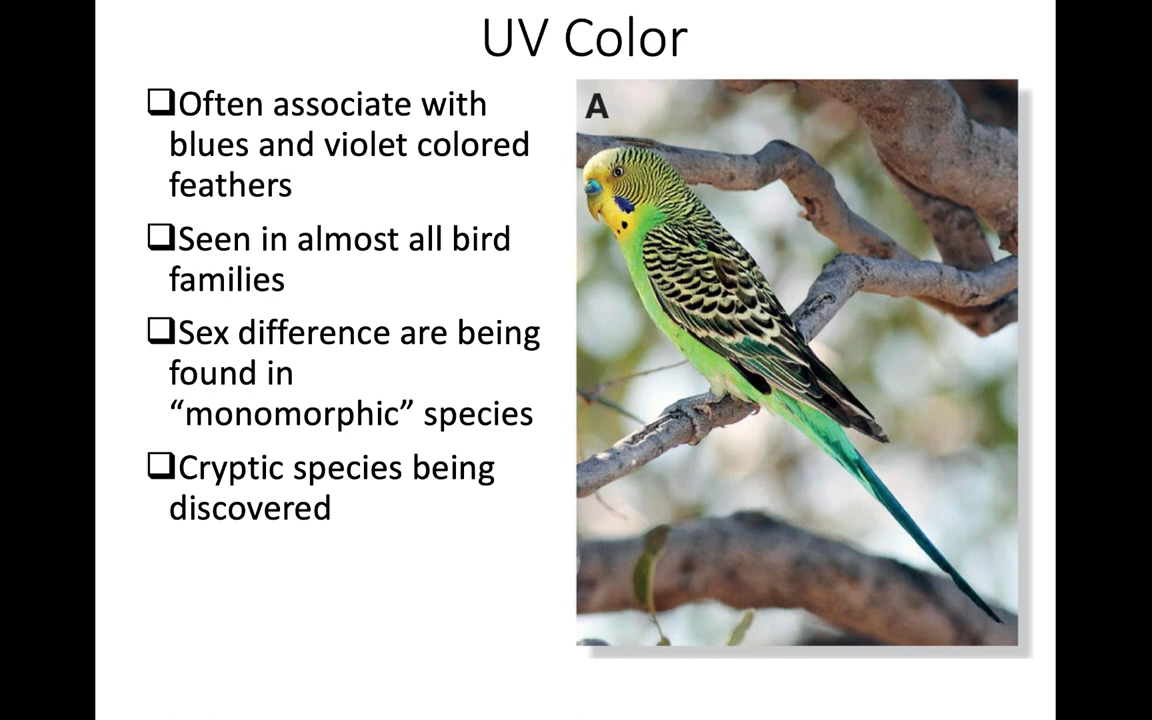 UV Color
❑Often associate with
blues and violet colored
feathers
❑Seen in almost all bird
families
❑Sex difference are being
found in
“monomorphic” species
❑Cryptic species being
discovered
A